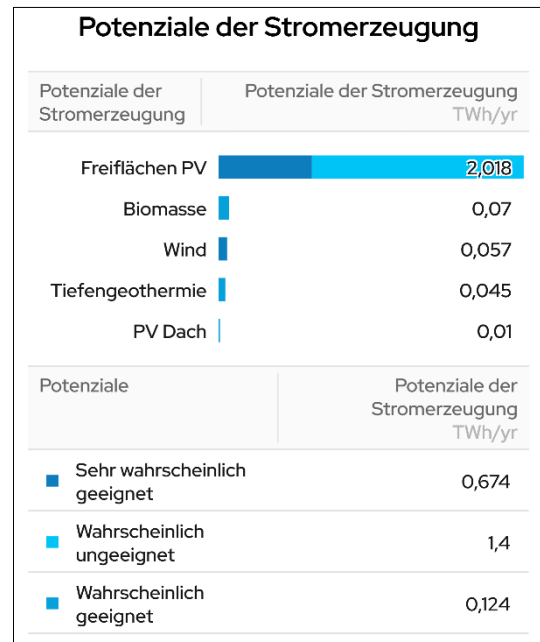 Potenziale der Stromerzeugung
Potenziale der
Stromerzeugung
Potenziale der Stromerzeugung
TWh/yr
Freiflächen PV 2,018
Biomasse 0,07
Wind 0,057
Tiefengeothermie 0,045
PV Dach 0,01
Potenziale
Potenziale der
Stromerzeugung
TWh/yr
Sehr wahrscheinlich
geeignet
0,674
Wahrscheinlich
ungeeignet
1,4
Wahrscheinlich
geeignet
0,124